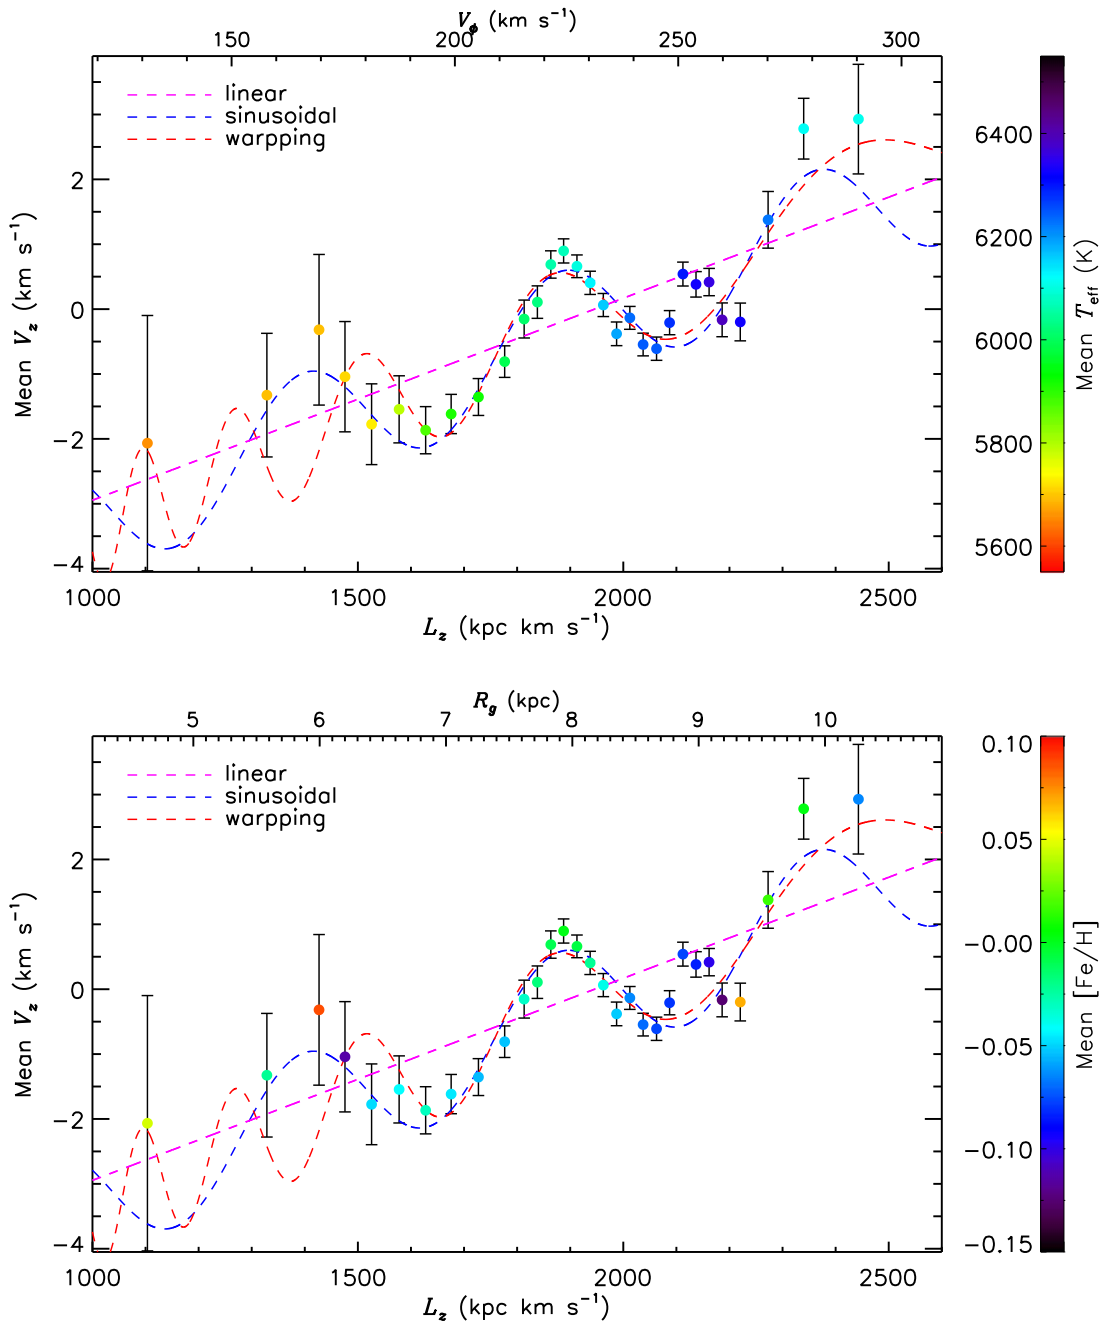 V_ϕ (km s⁻¹)
150 200 250 300
linear
sinusoidal
warpping
2
0
−2
−4
Mean V_z (km s⁻¹)
1000 1500 2000 2500
L_z (kpc km s⁻¹)
6400
6200
6000
5800
5600
Mean T_eff (K)
R_g (kpc)
5 6 7 8 9 10
linear
sinusoidal
warpping
2
0
−2
−4
Mean V_z (km s⁻¹)
1000 1500 2000 2500
L_z (kpc km s⁻¹)
0.10
0.05
−0.00
−0.05
−0.10
−0.15
Mean [Fe/H]